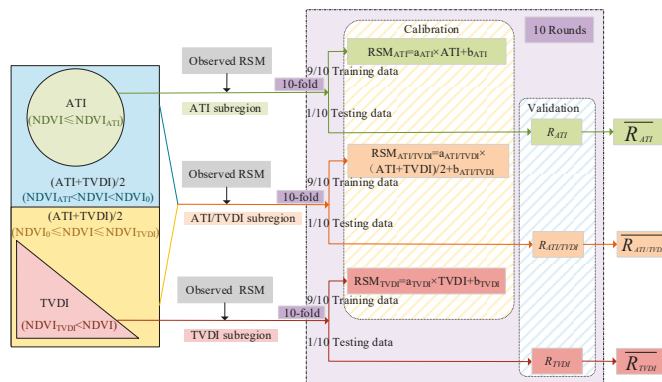 ATI
(NDVI≤NDVI_ATI)
(ATI+TVDI)/2
(NDVI_ATI<NDVI<NDVI_0)
(ATI+TVDI)/2
(NDVI_0≤NDVI≤NDVI_TVDI)
TVDI
(NDVI_TVDI<NDVI)
Observed RSM
ATI subregion
10-fold
9/10 Training data
1/10 Testing data
Observed RSM
ATI/TVDI subregion
10-fold
9/10 Training data
1/10 Testing data
Observed RSM
TVDI subregion
10-fold
9/10 Training data
1/10 Testing data
Calibration
RSM_ATI=a_ATI×ATI+b_ATI
RSM_ATI/TVDI=a_ATI/TVDI×
(ATI+TVDI)/2+b_ATI/TVDI
RSM_TVDI=a_TVDI×TVDI+b_TVDI
10 Rounds
Validation
R_ATI
R_ATI/TVDI
R_TVDI
R_ATI
R_ATI/TVDI
R_TVDI